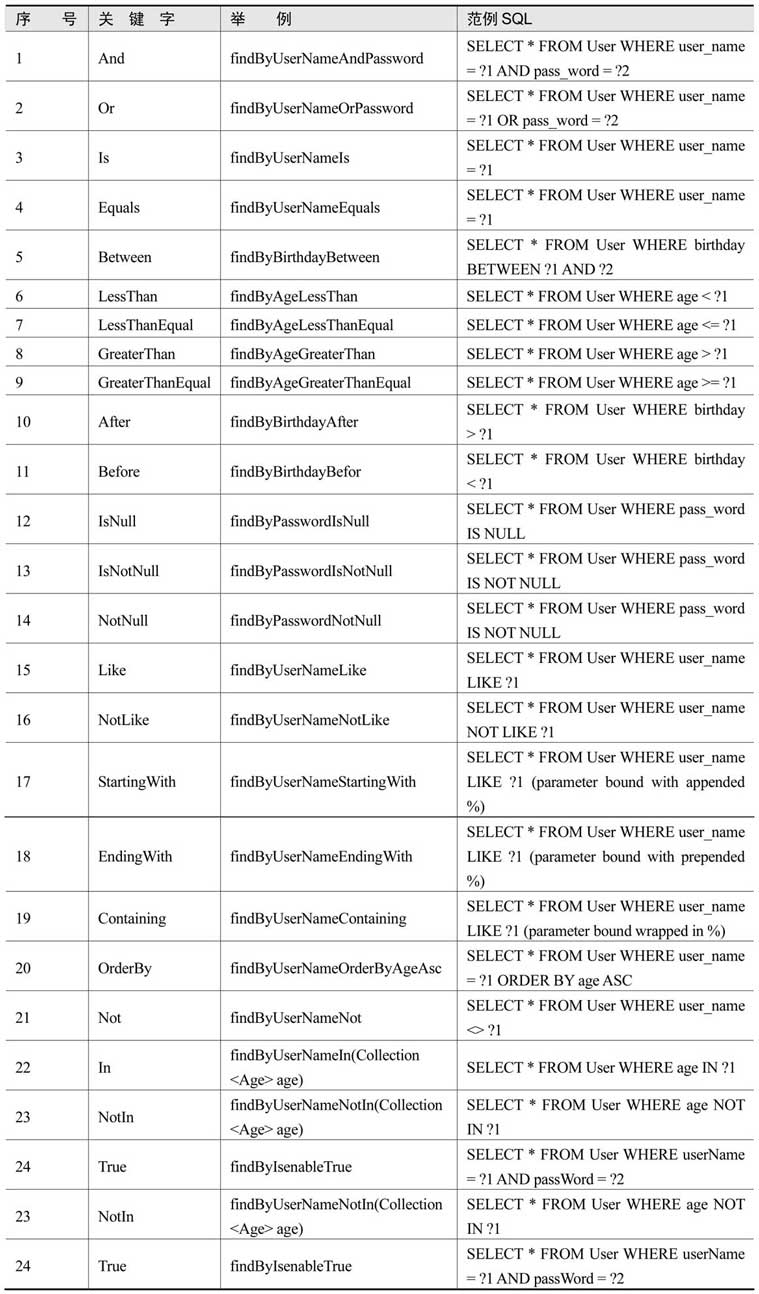 序 号 关 键 字 举 例 范例 SQL
1 And findByUserNameAndPassword SELECT * FROM User WHERE user_name
= ?1 AND pass_word = ?2
2 Or findByUserNameOrPassword SELECT * FROM User WHERE user_name
= ?1 OR pass_word = ?2
3 Is findByUserNameIs SELECT * FROM User WHERE user_name
= ?1
4 Equals findByUserNameEquals SELECT * FROM User WHERE user_name
= ?1
5 Between findByBirthdayBetween SELECT * FROM User WHERE birthday
BETWEEN ?1 AND ?2
6 LessThan findByAgeLessThan SELECT * FROM User WHERE age < ?1
7 LessThanEqual findByAgeLessThanEqual SELECT * FROM User WHERE age <= ?1
8 GreaterThan findByAgeGreaterThan SELECT * FROM User WHERE age > ?1
9 GreaterThanEqual findByAgeGreaterThanEqual SELECT * FROM User WHERE age >= ?1
10 After findByBirthdayAfter SELECT * FROM User WHERE birthday
> ?1
11 Before findByBirthdayBefor SELECT * FROM User WHERE birthday
< ?1
12 IsNull findByPasswordIsNull SELECT * FROM User WHERE pass_word
IS NULL
13 IsNotNull findByPasswordIsNotNull SELECT * FROM User WHERE pass_word
IS NOT NULL
14 NotNull findByPasswordNotNull SELECT * FROM User WHERE pass_word
IS NOT NULL
15 Like findByUserNameLike SELECT * FROM User WHERE user_name
LIKE ?1
16 NotLike findByUserNameNotLike SELECT * FROM User WHERE user_name
NOT LIKE ?1
17 StartingWith findByUserNameStartingWith SELECT * FROM User WHERE user_name
LIKE ?1 (parameter bound with appended
%)
18 EndingWith findByUserNameEndingWith SELECT * FROM User WHERE user_name
LIKE ?1 (parameter bound with prepended
%)
19 Containing findByUserNameContaining SELECT * FROM User WHERE user_name
LIKE ?1 (parameter bound wrapped in %)
20 OrderBy findByUserNameOrderByAgeAsc SELECT * FROM User WHERE user_name
= ?1 ORDER BY age ASC
21 Not findByUserNameNot SELECT * FROM User WHERE user_name
<> ?1
22 In findByUserNameIn(Collection
<Age> age) SELECT * FROM User WHERE age IN ?1
23 NotIn findByUserNameNotIn(Collection
<Age> age) SELECT * FROM User WHERE age NOT
IN ?1
24 True findByIsenableTrue SELECT * FROM User WHERE userName
= ?1 AND passWord = ?2
23 NotIn findByUserNameNotIn(Collection
<Age> age) SELECT * FROM User WHERE age NOT
IN ?1
24 True findByIsenableTrue SELECT * FROM User WHERE userName
= ?1 AND passWord = ?2